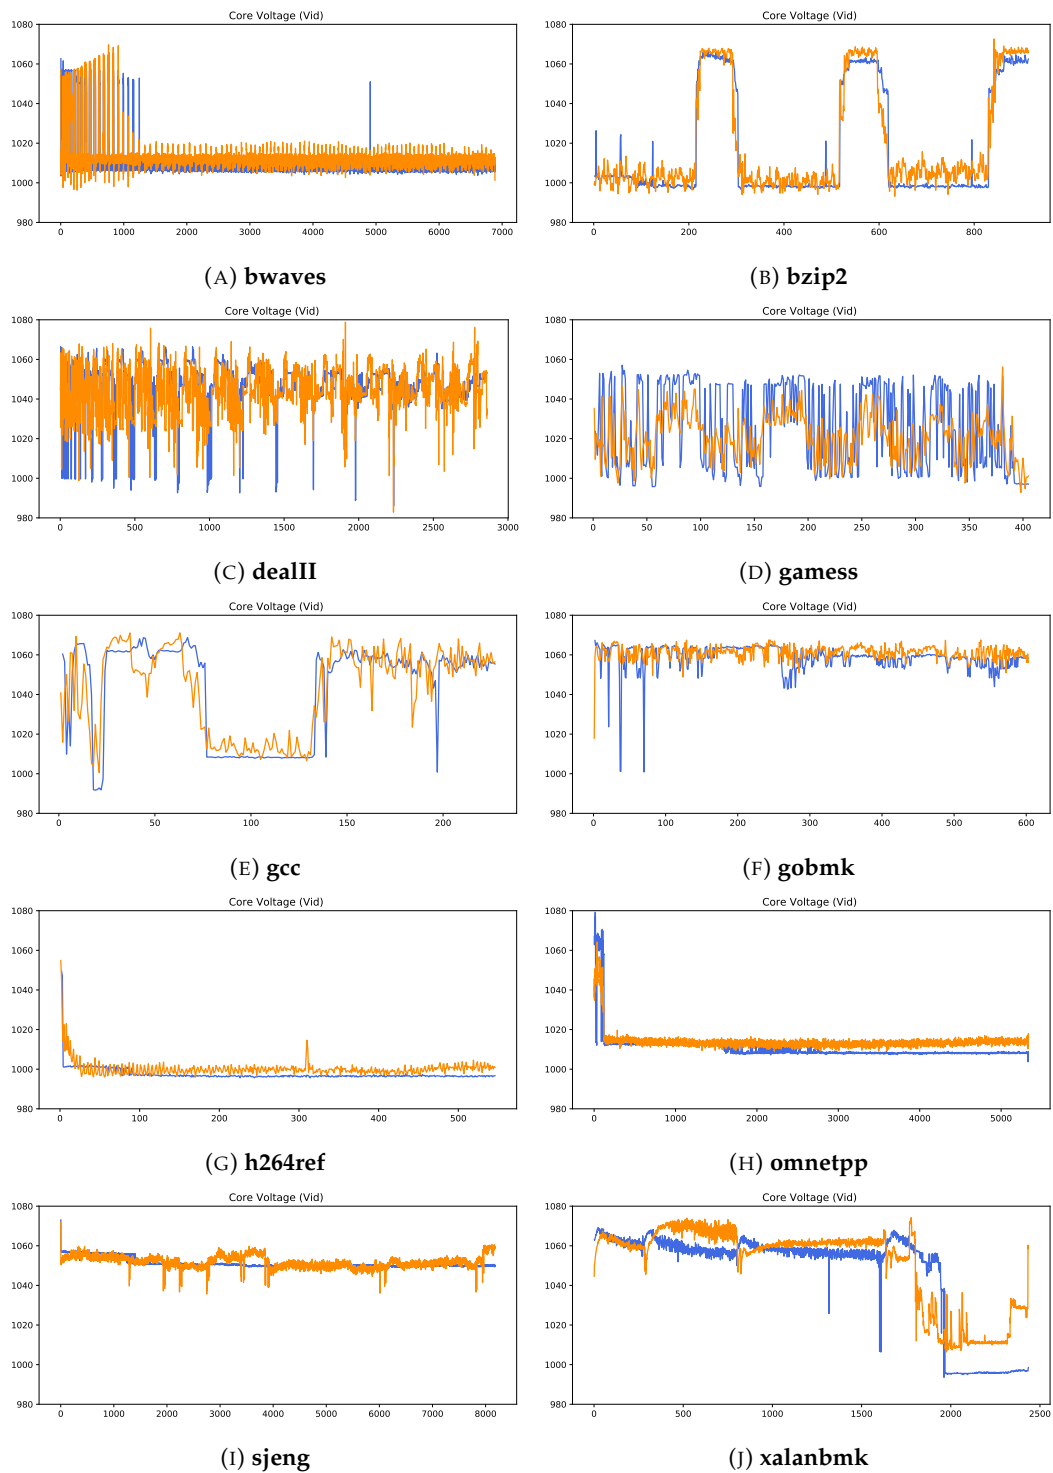 Core Voltage (Vid)
1080
1060
1040
1020
1000
980
0 1000 2000 3000 4000 5000 6000 7000
(A) bwaves
Core Voltage (Vid)
1080
1060
1040
1020
1000
980
0 200 400 600 800
(B) bzip2
Core Voltage (Vid)
1080
1060
1040
1020
1000
980
0 500 1000 1500 2000 2500 3000
(C) dealII
Core Voltage (Vid)
1080
1060
1040
1020
1000
980
0 50 100 150 200 250 300 350 400
(D) gamess
Core Voltage (Vid)
1080
1060
1040
1020
1000
980
0 50 100 150 200
(E) gcc
Core Voltage (Vid)
1080
1060
1040
1020
1000
980
0 100 200 300 400 500 600
(F) gobmk
Core Voltage (Vid)
1080
1060
1040
1020
1000
980
0 100 200 300 400 500
(G) h264ref
Core Voltage (Vid)
1080
1060
1040
1020
1000
980
0 1000 2000 3000 4000 5000
(H) omnetpp
Core Voltage (Vid)
1080
1060
1040
1020
1000
980
0 1000 2000 3000 4000 5000 6000 7000 8000
(I) sjeng
Core Voltage (Vid)
1080
1060
1040
1020
1000
980
0 500 1000 1500 2000 2500
(J) xalanbmk